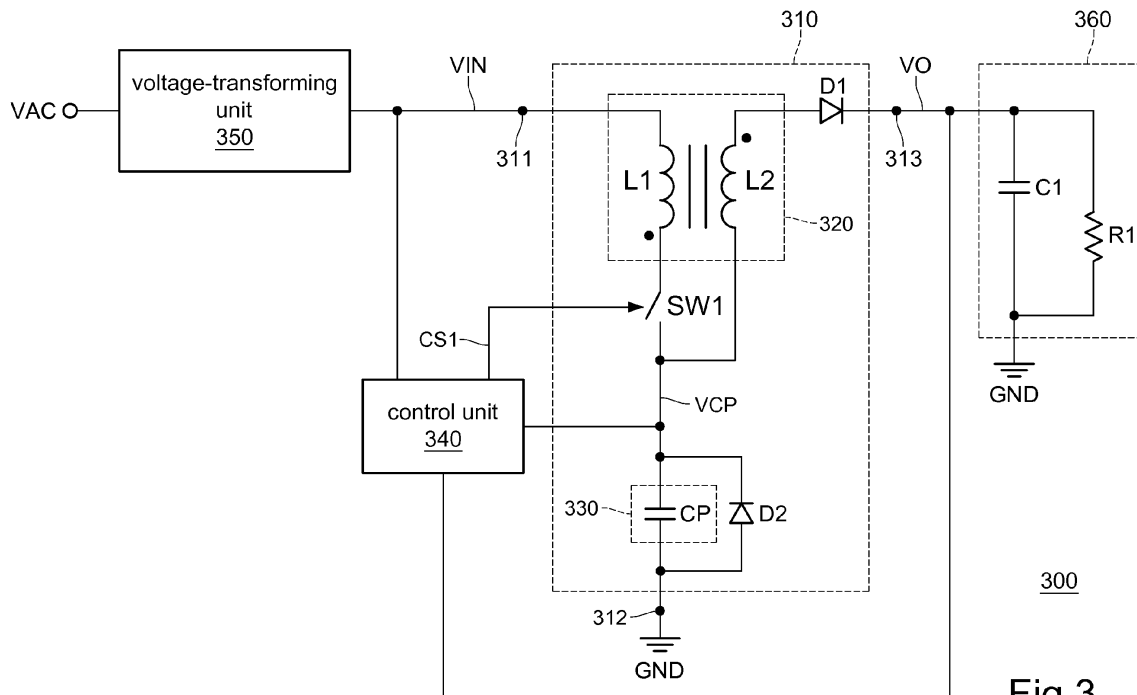 310
360
voltage-transforming
unit
350
VAC
VIN
311
D1
VO
313
L1
L2
320
C1
R1
SW1
CS1
GND
control unit
340
VCP
330
CP
D2
300
312
GND
Fig.3